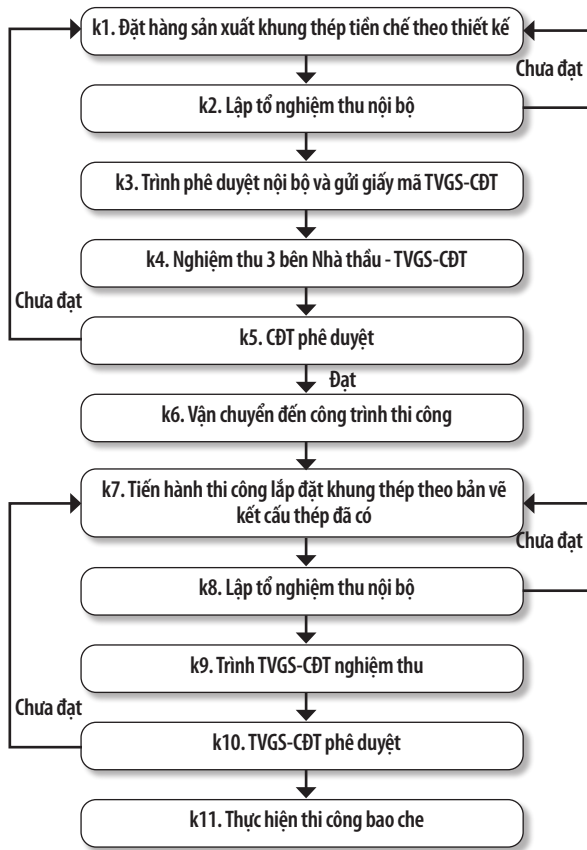 k1. Đặt hàng sản xuất khung thép tiền chế theo thiết kế
Chưa đạt
k2. Lập tổ nghiệm thu nội bộ
k3. Trình phê duyệt nội bộ và gửi giấy mã TVGS-CĐT
k4. Nghiệm thu 3 bên Nhà thầu - TVGS-CĐT
Chưa đạt
k5. CĐT phê duyệt
Đạt
k6. Vận chuyển đến công trình thi công
k7. Tiến hành thi công lắp đặt khung thép theo bản vẽ
kết cấu thép đã có
Chưa đạt
k8. Lập tổ nghiệm thu nội bộ
k9. Trình TVGS-CĐT nghiệm thu
Chưa đạt
k10. TVGS-CĐT phê duyệt
k11. Thực hiện thi công bao che